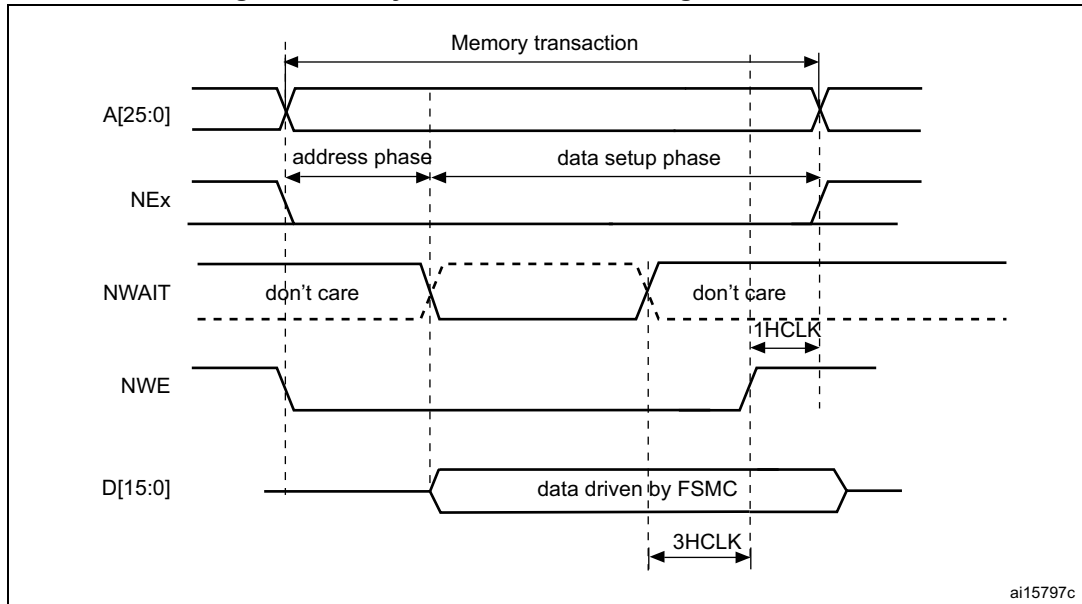 Memory transaction
A[25:0]
address phase
data setup phase
NEx
NWAIT
don't care
don't care
1HCLK
NWE
D[15:0]
data driven by FSMC
3HCLK
ai15797c